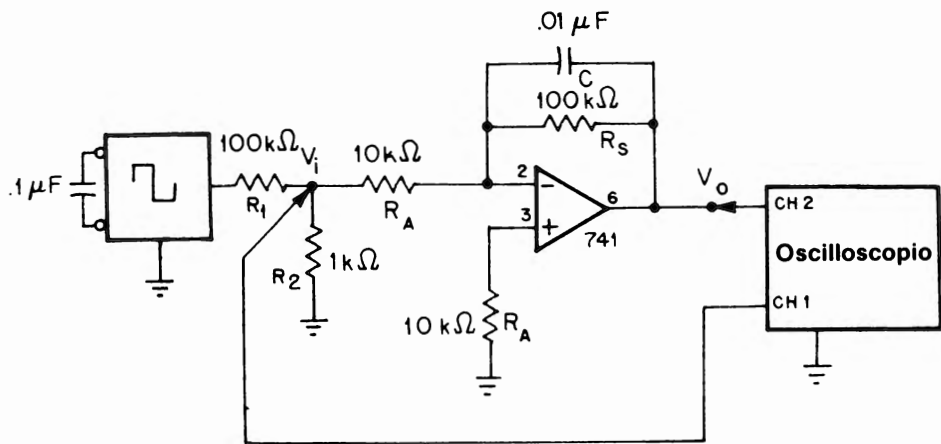 .01 µF
C
100kΩ
R_S
100kΩ
V_i
10kΩ
.1 µF
R_1
R_A
2
−
6
V_o
CH 2
3
+
741
Oscilloscopio
R_2
1kΩ
10 kΩ
R_A
CH 1